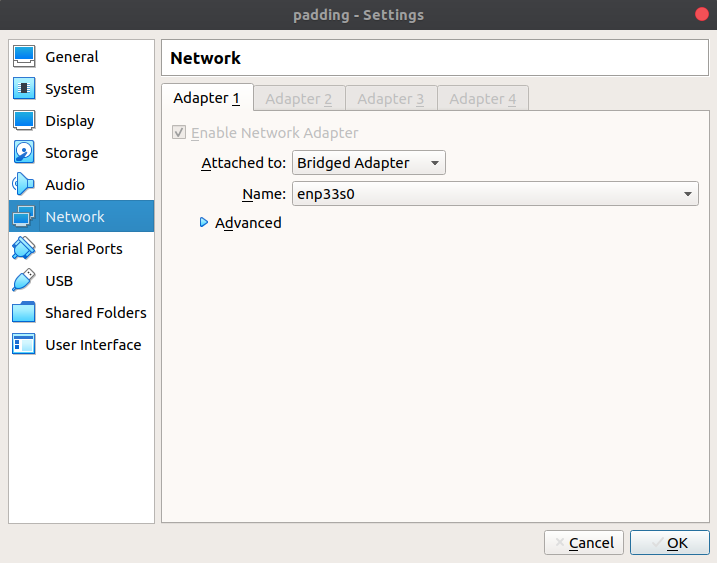 padding - Settings
General
System
Display
Storage
Audio
Network
Serial Ports
USB
Shared Folders
User Interface
Network
Adapter 1 Adapter 2 Adapter 3 Adapter 4
Enable Network Adapter
Attached to: Bridged Adapter
Name: enp33s0
Advanced
Cancel OK